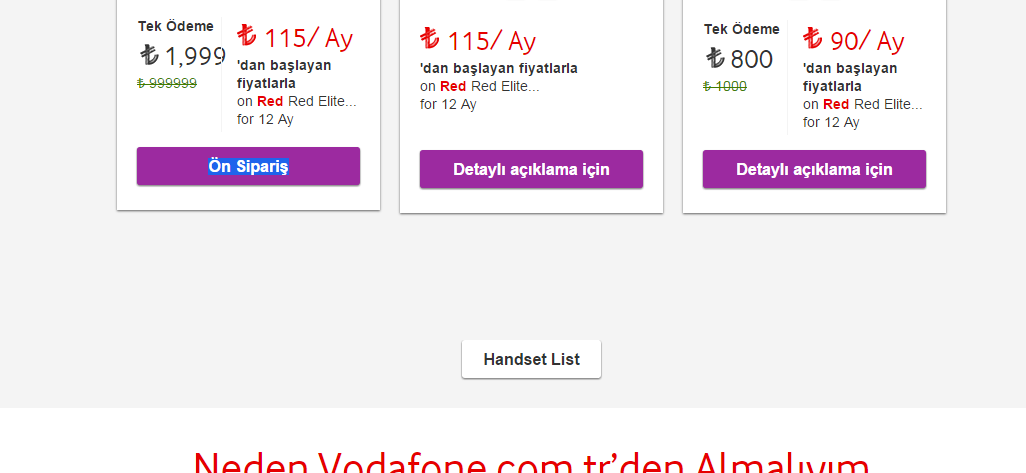 Tek Ödeme
₺ 1,999
₺ 999999
₺ 115/ Ay
'dan başlayan
fiyatlarla
on Red Red Elite...
for 12 Ay
Ön Sipariş
₺ 115/ Ay
'dan başlayan fiyatlarla
on Red Red Elite...
for 12 Ay
Detaylı açıklama için
Tek Ödeme
₺ 800
₺ 1000
₺ 90/ Ay
'dan başlayan
fiyatlarla
on Red Red Elite...
for 12 Ay
Detaylı açıklama için
Handset List
Neden Vodafone.com.tr’den Almalıyım